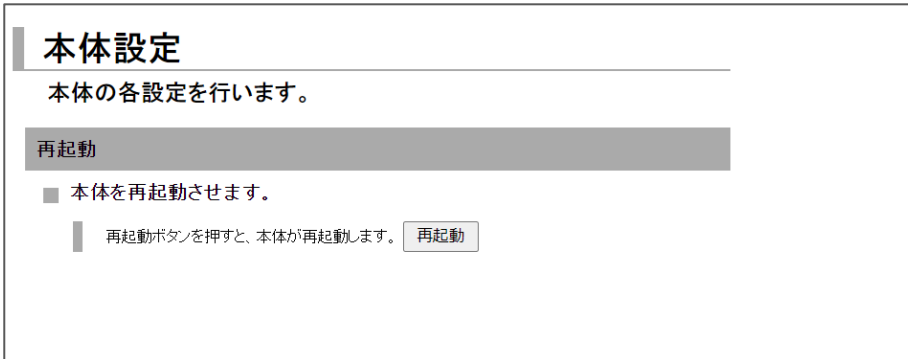 本体設定
本体の各設定を行います。
再起動
本体を再起動させます。
再起動ボタンを押すと、本体が再起動します。 再起動